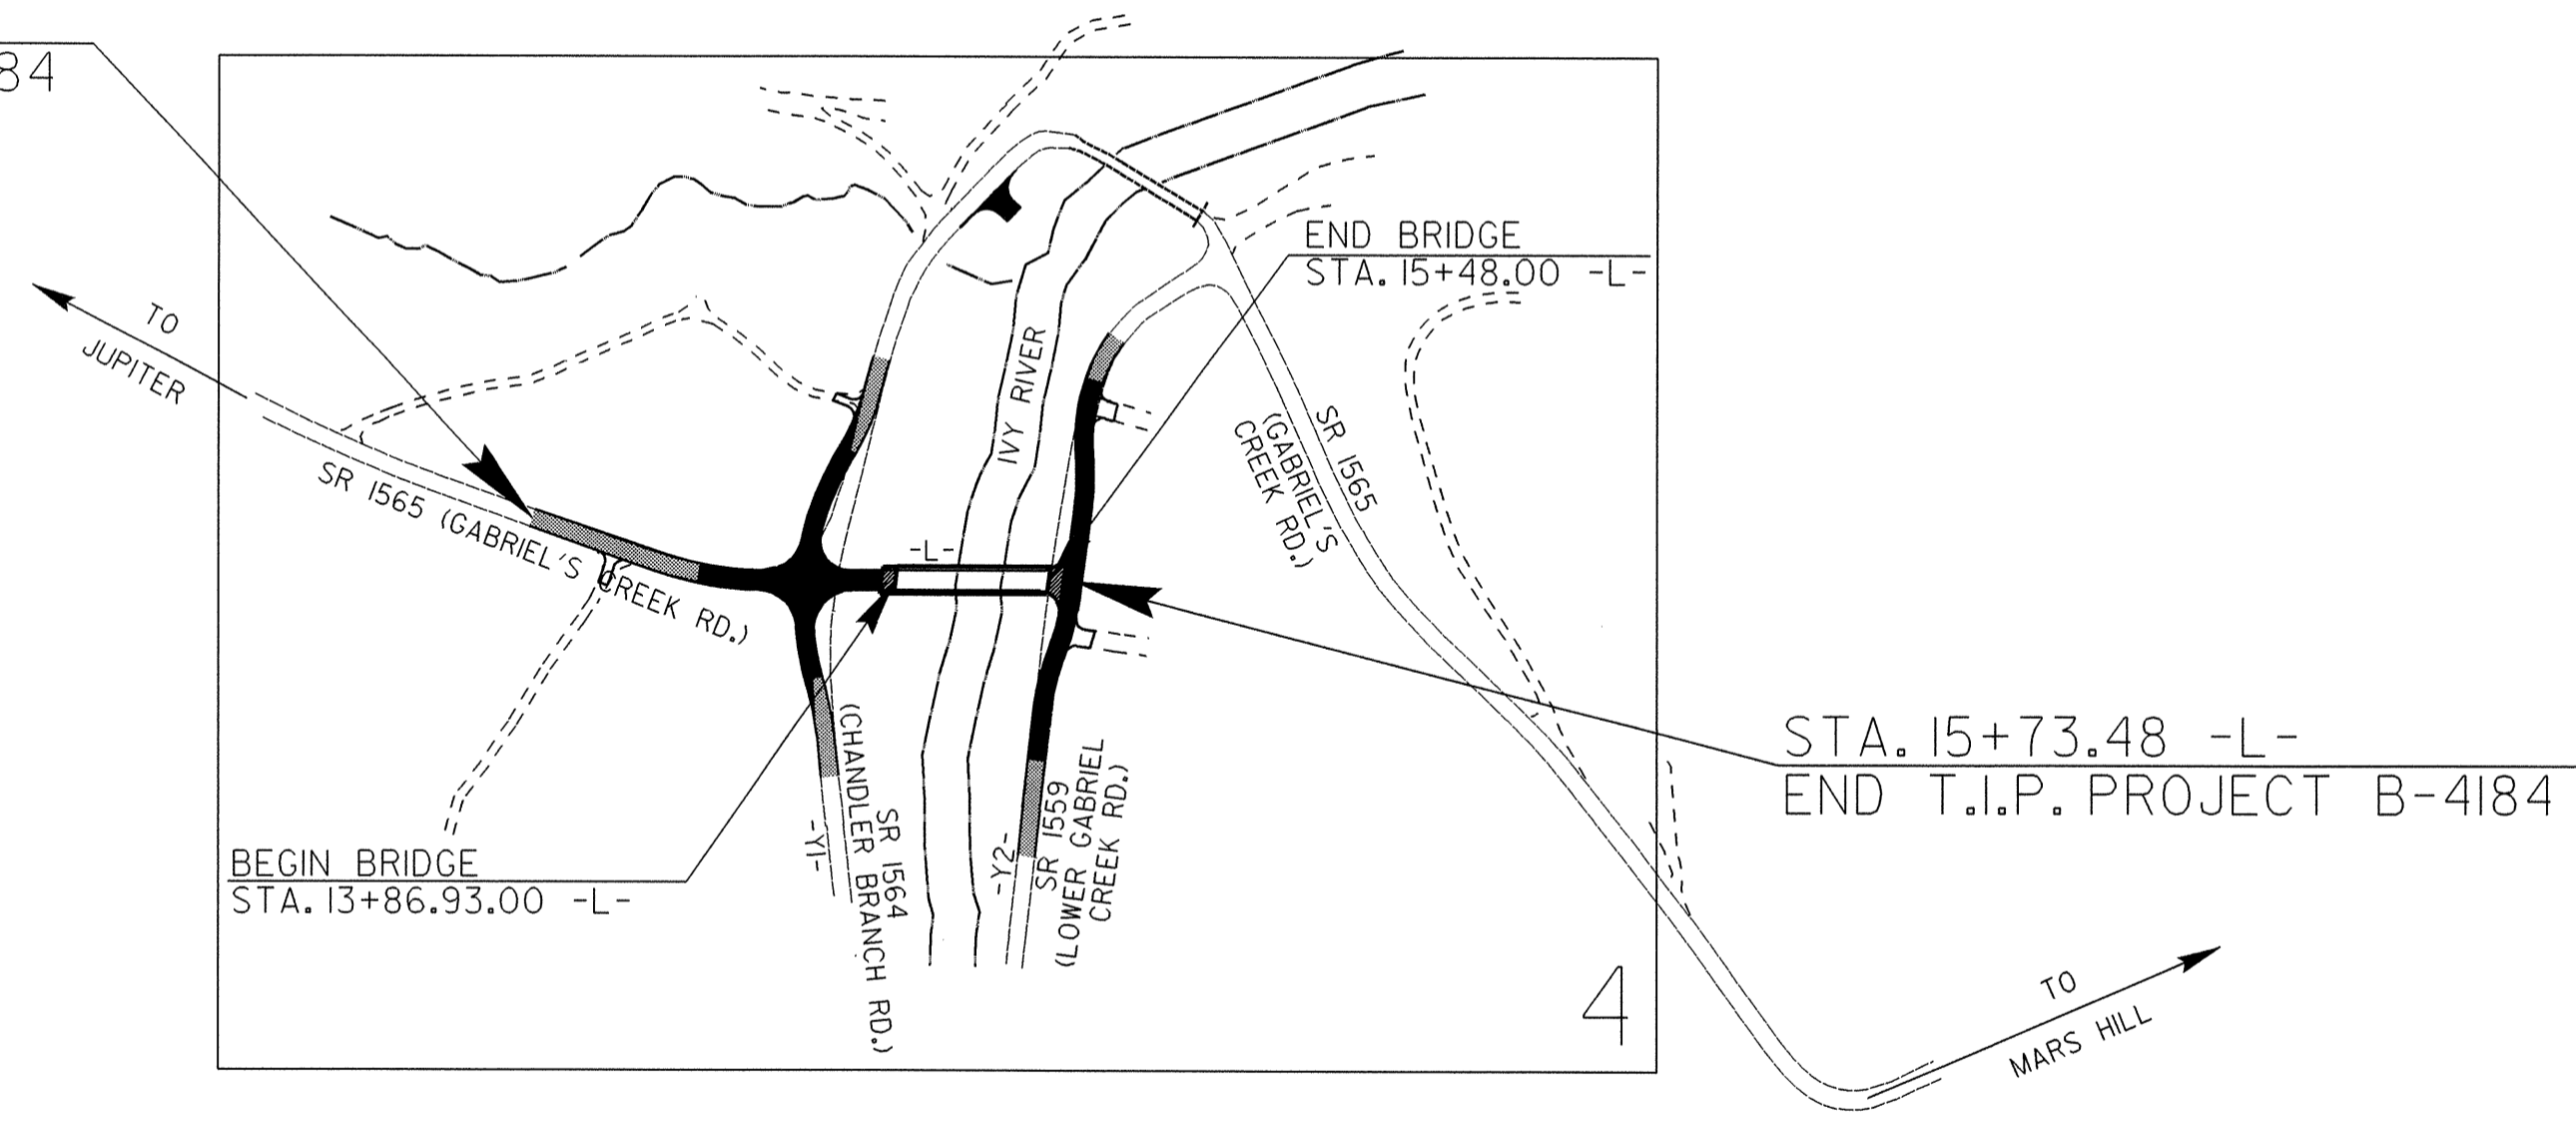 84
TO
JUPITER
SR 1565 (GABRIEL'S CREEK RD.)
END BRIDGE
STA. 15+48.00 -L-
IVY RIVER
SR 1565
(GABRIEL'S
CREEK RD.)
-L-
STA. 15+73.48 -L-
END T.I.P. PROJECT B-4184
BEGIN BRIDGE
STA. 13+86.93.00 -L-
-Y1-
SR 1564
(CHANDLER BRANCH RD.)
-Y2-
SR 1559
(LOWER GABRIEL
CREEK RD.)
4
TO
MARS HILL